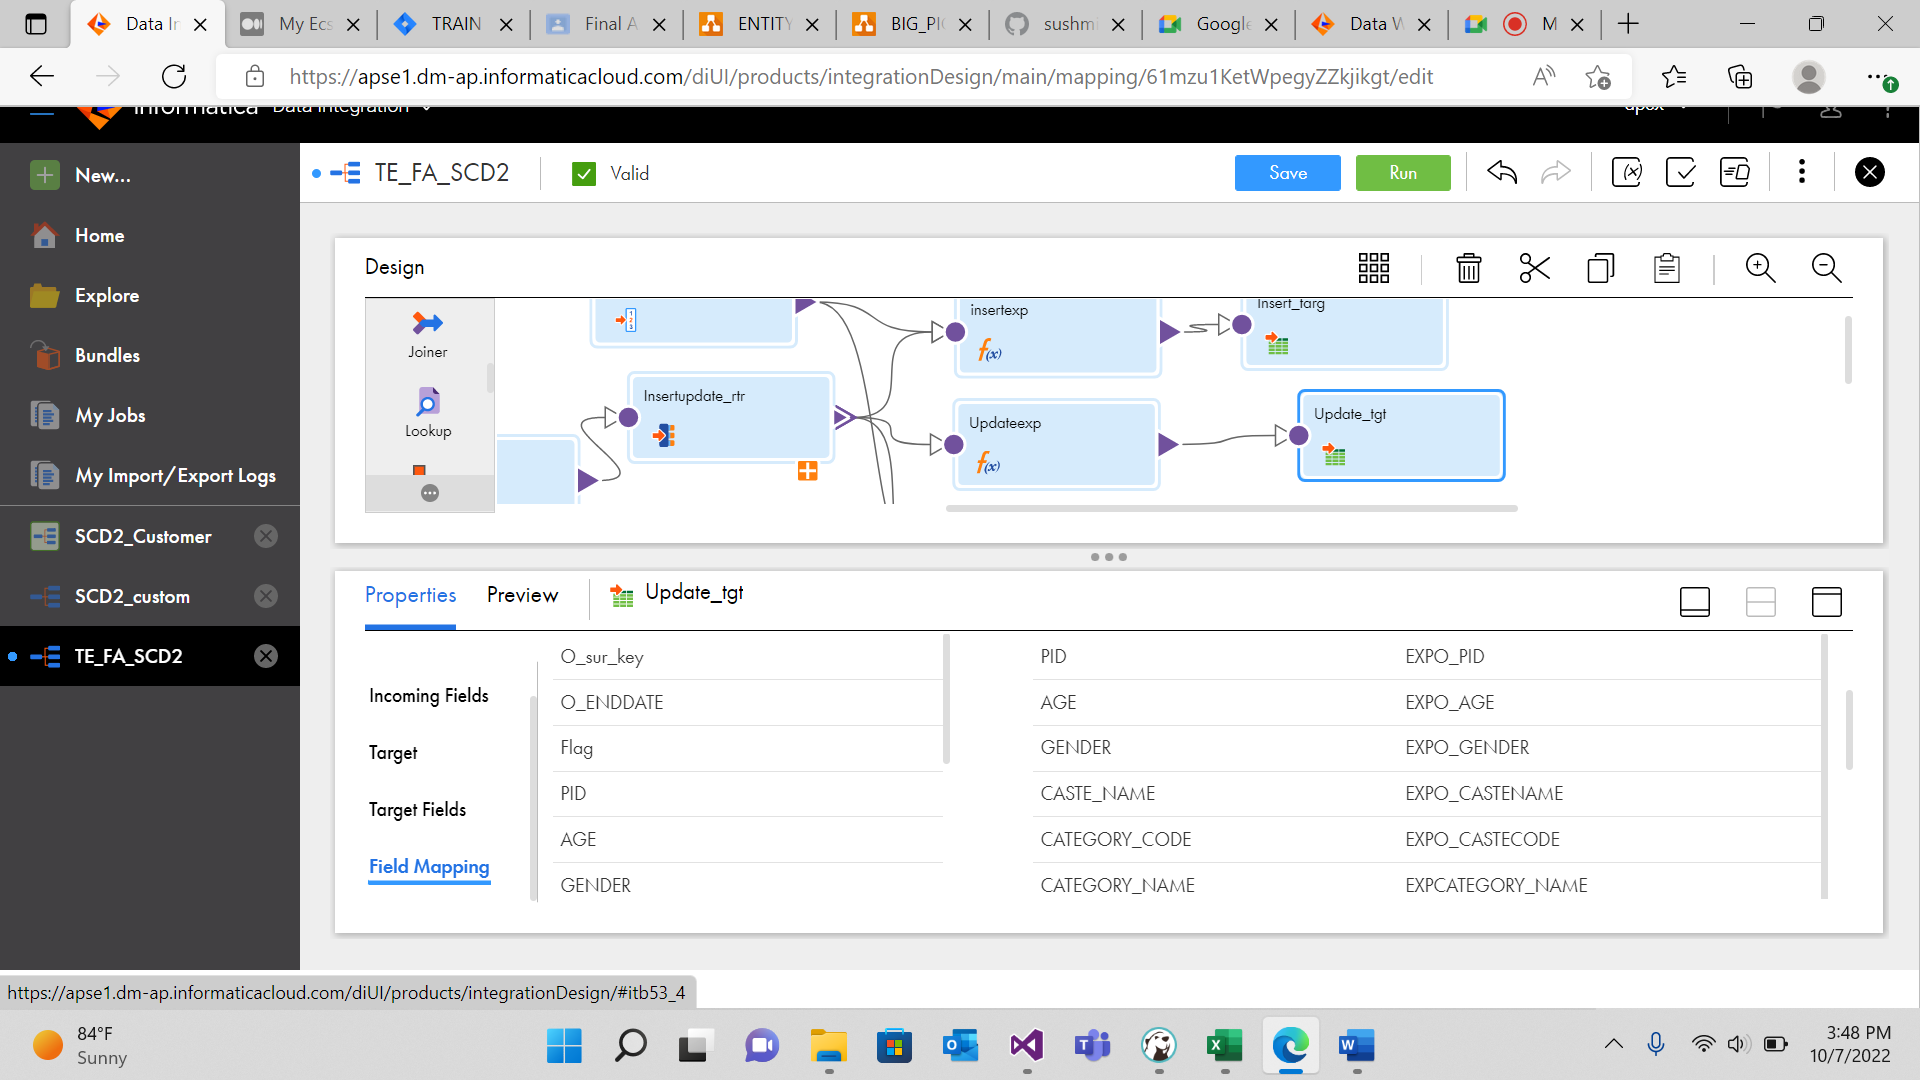 Data In
My Ecs
TRAIN
Final A
ENTITY
BIG_PIC
sushmi
Google
Data W
M
https://apse1.dm-ap.informaticacloud.com/diUI/products/integrationDesign/main/mapping/61mzu1KetWpegyZZkjikgt/edit
Informatica Data Integration
apex
New...
Home
Explore
Bundles
My Jobs
My Import/Export Logs
SCD2_Customer
SCD2_custom
TE_FA_SCD2
TE_FA_SCD2
Valid
Save
Run
Design
Joiner
Lookup
Insertupdate_rtr
insertexp
Updateexp
Insert_targ
Update_tgt
Properties
Preview
Update_tgt
Incoming Fields
Target
Target Fields
Field Mapping
O_sur_key
O_ENDDATE
Flag
PID
AGE
GENDER
PID EXPO_PID
AGE EXPO_AGE
GENDER EXPO_GENDER
CASTE_NAME EXPO_CASTENAME
CATEGORY_CODE EXPO_CASTECODE
CATEGORY_NAME EXPCATEGORY_NAME
https://apse1.dm-ap.informaticacloud.com/diUI/products/integrationDesign/#itb53_4
84°F
Sunny
3:48 PM
10/7/2022